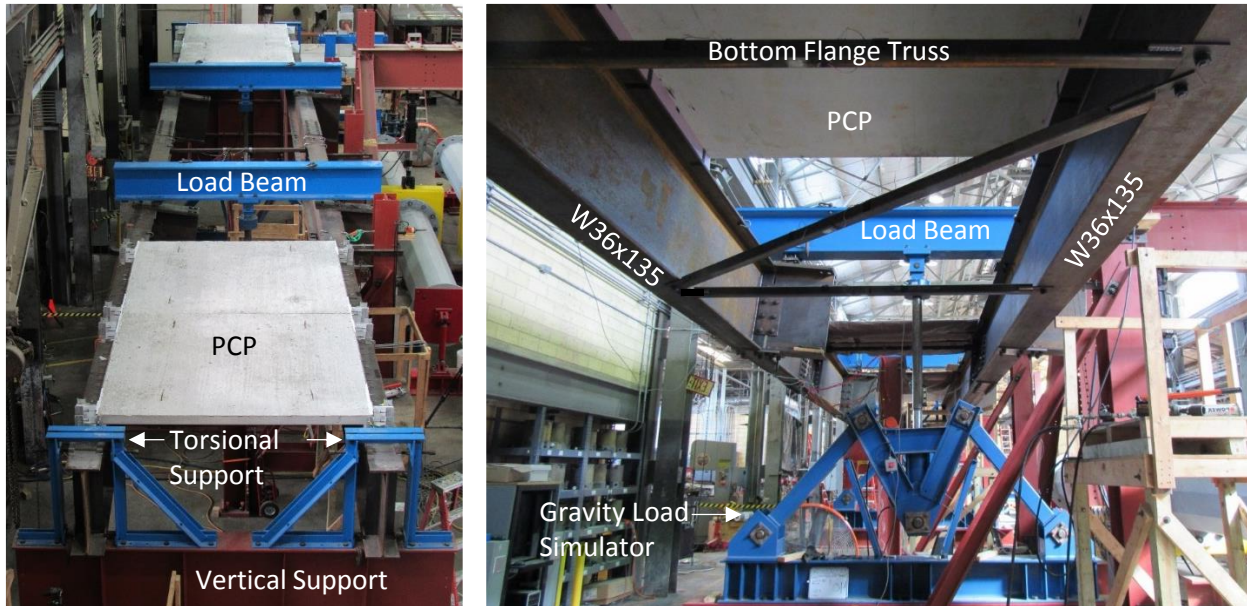 Load Beam
PCP
Torsional
Support
Vertical Support
Bottom Flange Truss
PCP
W36x135
Load Beam
W36x135
Gravity Load
Simulator